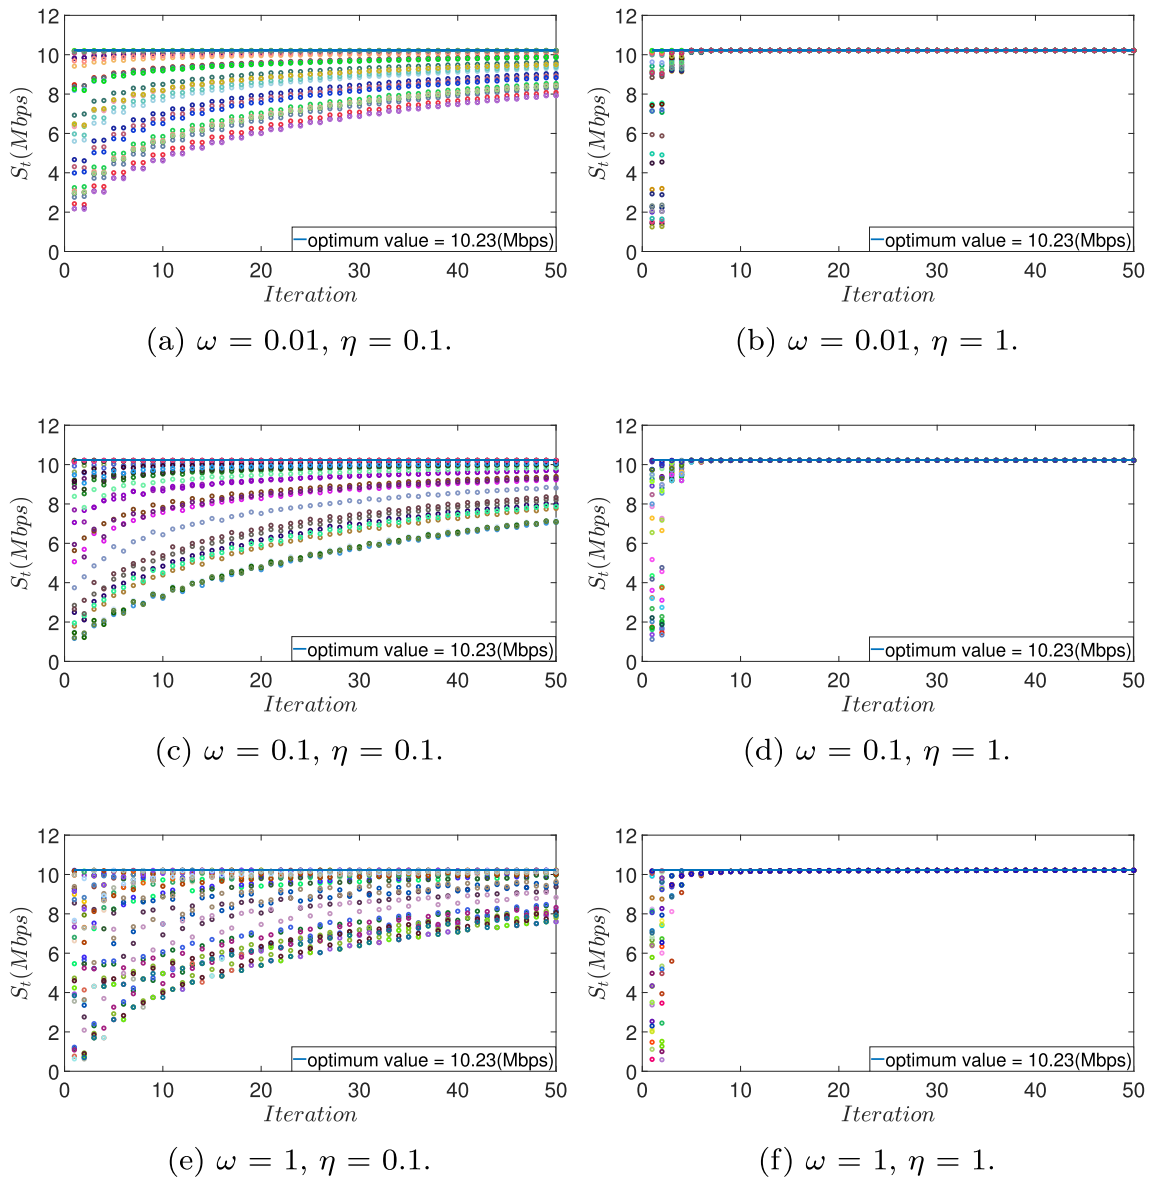 12
10
8
6
4
2
0
S_t(Mbps)
optimum value = 10.23(Mbps)
0 10 20 30 40 50
Iteration
(a) ω = 0.01, η = 0.1.
12
10
8
6
4
2
0
S_t(Mbps)
optimum value = 10.23(Mbps)
0 10 20 30 40 50
Iteration
(b) ω = 0.01, η = 1.
12
10
8
6
4
2
0
S_t(Mbps)
optimum value = 10.23(Mbps)
0 10 20 30 40 50
Iteration
(c) ω = 0.1, η = 0.1.
12
10
8
6
4
2
0
S_t(Mbps)
optimum value = 10.23(Mbps)
0 10 20 30 40 50
Iteration
(d) ω = 0.1, η = 1.
12
10
8
6
4
2
0
S_t(Mbps)
optimum value = 10.23(Mbps)
0 10 20 30 40 50
Iteration
(e) ω = 1, η = 0.1.
12
10
8
6
4
2
0
S_t(Mbps)
optimum value = 10.23(Mbps)
0 10 20 30 40 50
Iteration
(f) ω = 1, η = 1.